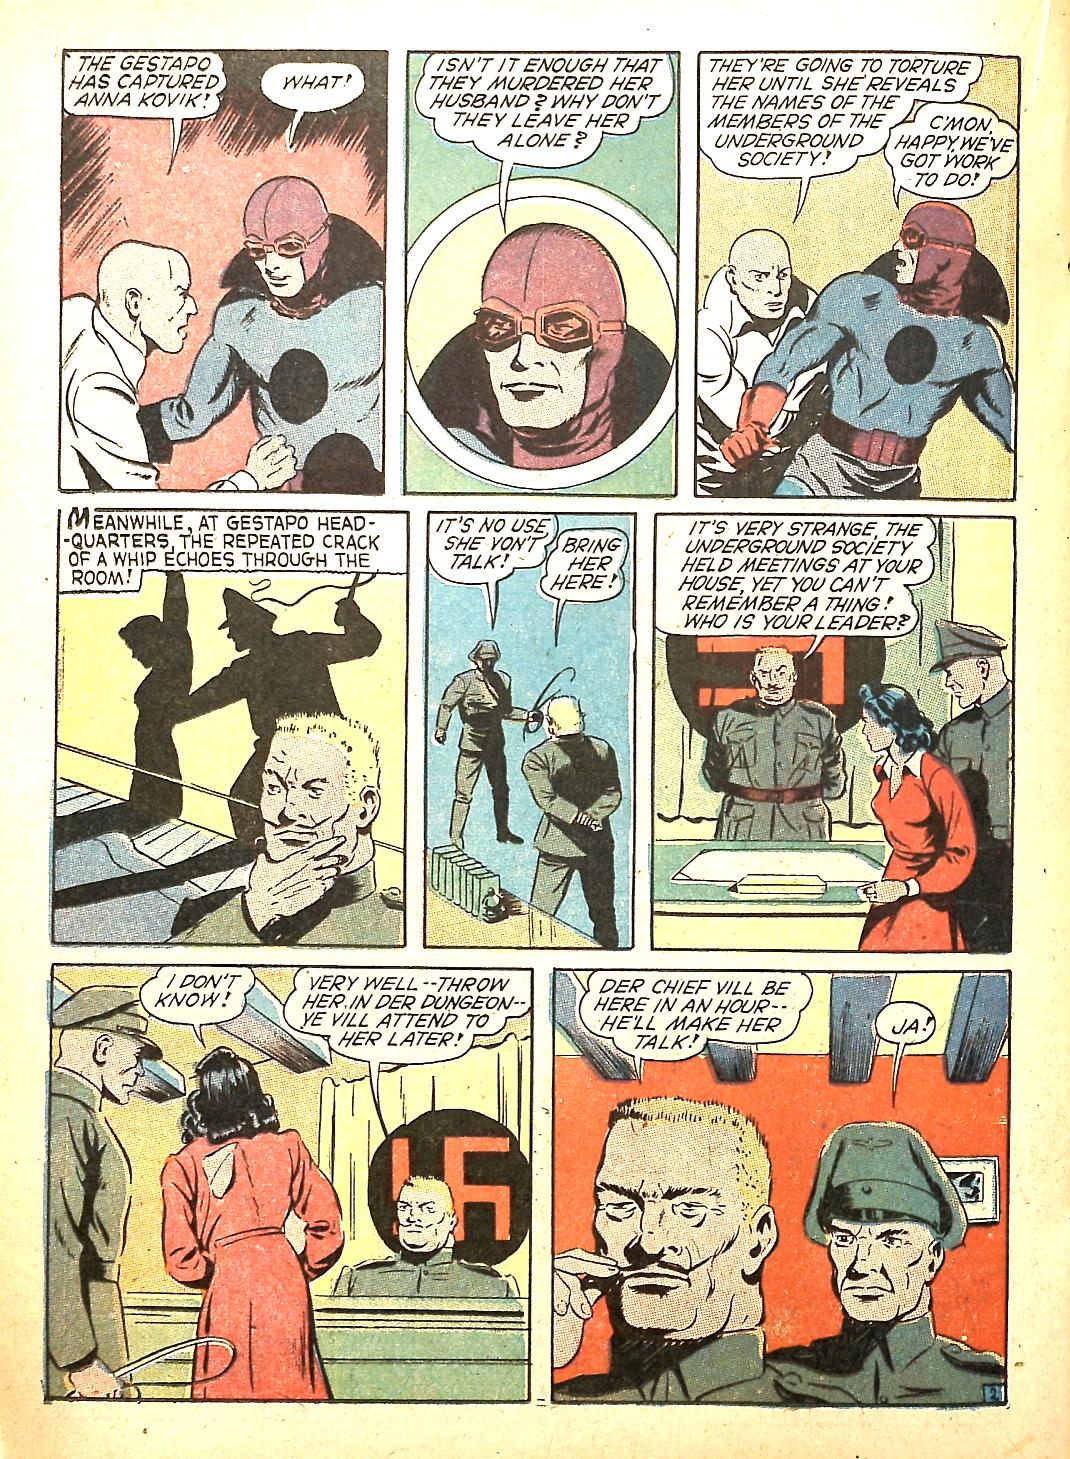 THE GESTAPO
HAS CAPTURED
ANNA KOVIK!
WHAT!
ISN'T IT ENOUGH THAT
THEY MURDERED HER
HUSBAND? WHY DON'T
THEY LEAVE HER
ALONE?
THEY'RE GOING TO TORTURE
HER UNTIL SHE REVEALS
THE NAMES OF THE
MEMBERS OF THE
UNDERGROUND
SOCIETY!
C'MON,
HAPPY, WE'VE
GOT WORK
TO DO!
MEANWHILE, AT GESTAPO HEAD-
-QUARTERS, THE REPEATED CRACK
OF A WHIP ECHOES THROUGH THE
ROOM!
IT'S NO USE
SHE VON'T
TALK!
BRING
HER
HERE!
IT'S VERY STRANGE, THE
UNDERGROUND SOCIETY
HELD MEETINGS AT YOUR
HOUSE, YET YOU CAN'T
REMEMBER A THING!
WHO IS YOUR LEADER?
I DON'T
KNOW!
VERY WELL--THROW
HER IN DER DUNGEON--
VE VILL ATTEND TO
HER LATER!
DER CHIEF VILL BE
HERE IN AN HOUR--
HE'LL MAKE HER
TALK!
JA!
2